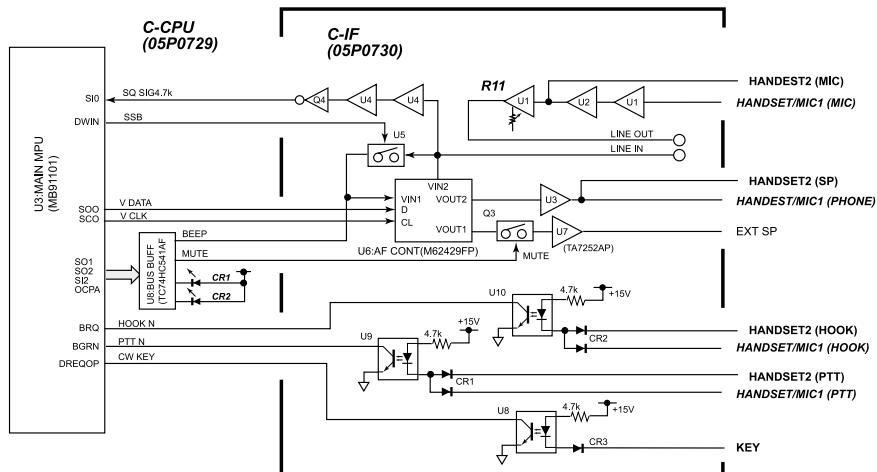 C-CPU
(05P0729)
C-IF
(05P0730)
U3:MAIN MPU
(MB91101)
SI0
SQ SIG4.7k
Q4
U4
U4
R11
U1
U2
U1
HANDEST2 (MIC)
HANDSET/MIC1 (MIC)
DWIN
SSB
U5
LINE OUT
LINE IN
VIN2
VIN1
VOUT2
D
CL
VOUT1
U3
HANDSET2 (SP)
HANDEST/MIC1 (PHONE)
SOO
V DATA
SCO
V CLK
Q3
U7
EXT SP
(TA7252AP)
MUTE
U6:AF CONT(M62429FP)
BEEP
MUTE
U8:BUS BUFF
(TC74HC541AF)
SO1
SO2
SI2
OCPA
CR1
CR2
U10
4.7k
+15V
BRQ
HOOK N
CR2
HANDSET2 (HOOK)
HANDSET/MIC1 (HOOK)
U9
4.7k
+15V
BGRN
PTT N
CR1
HANDSET2 (PTT)
HANDSET/MIC1 (PTT)
DREQOP
CW KEY
U8
4.7k
+15V
CR3
KEY